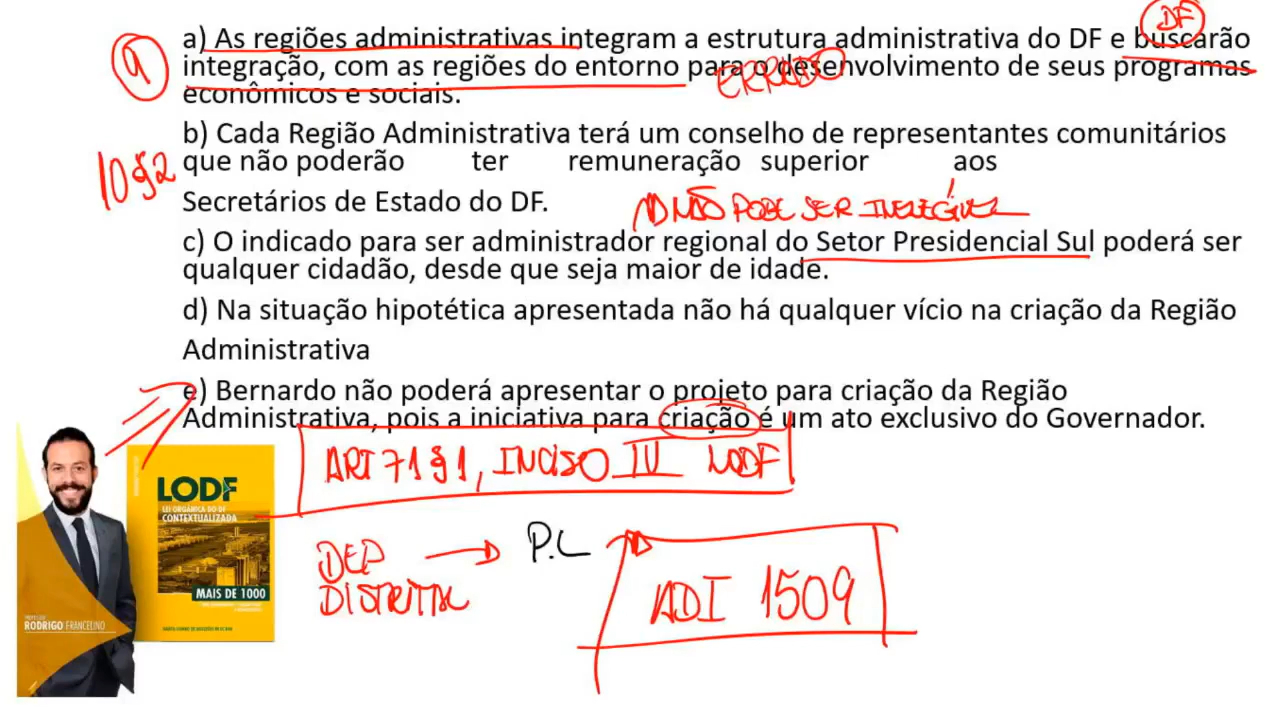 DF
a) As regiões administrativas integram a estrutura administrativa do DF e buscarão
9
integração, com as regiões do entorno para o desenvolvimento de seus programas
ERRADO
econômicos e sociais.
b) Cada Região Administrativa terá um conselho de representantes comunitários
10 § 2
que não poderão ter remuneração superior aos
Secretários de Estado do DF.
NÃO PODE SER INELEGÍVEL
c) O indicado para ser administrador regional do Setor Presidencial Sul poderá ser
qualquer cidadão, desde que seja maior de idade.
d) Na situação hipotética apresentada não há qualquer vício na criação da Região
Administrativa
e) Bernardo não poderá apresentar o projeto para criação da Região
Administrativa, pois a iniciativa para criação é um ato exclusivo do Governador.
ART 71 § 1, INCISO IV LODF
LODF
LEI ORGÂNICA DO DF
CONTEXTUALIZADA
DEP → P.L
DISTRITAL
ADI 1509
MAIS DE 1000
RODRIGO FRANCELINO